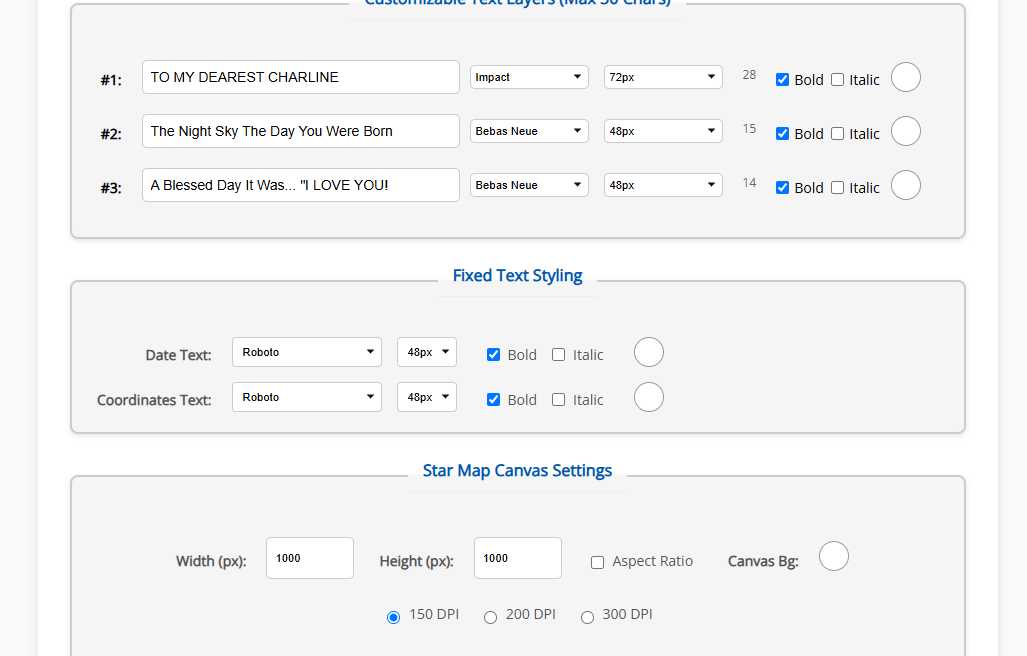 Customizable Text Layers (Max 50 Chars)
#1: TO MY DEAREST CHARLINE Impact 72px 28 Bold Italic
#2: The Night Sky The Day You Were Born Bebas Neue 48px 15 Bold Italic
#3: A Blessed Day It Was... "I LOVE YOU! Bebas Neue 48px 14 Bold Italic
Fixed Text Styling
Date Text: Roboto 48px Bold Italic
Coordinates Text: Roboto 48px Bold Italic
Star Map Canvas Settings
Width (px): 1000 Height (px): 1000 Aspect Ratio Canvas Bg:
150 DPI 200 DPI 300 DPI